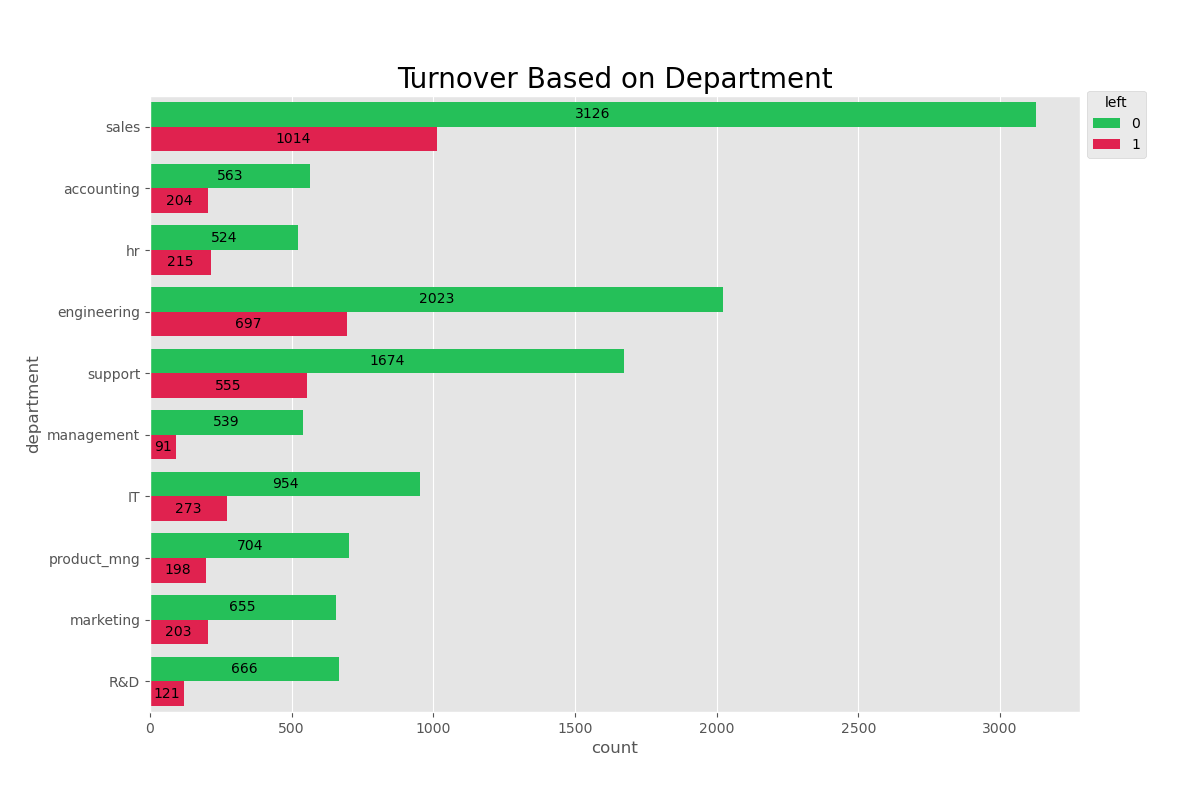 Turnover Based on Department
left
0
1
department
sales
3126
1014
accounting
563
204
hr
524
215
engineering
2023
697
support
1674
555
management
539
91
IT
954
273
product_mng
704
198
marketing
655
203
R&D
666
121
0 500 1000 1500 2000 2500 3000
count